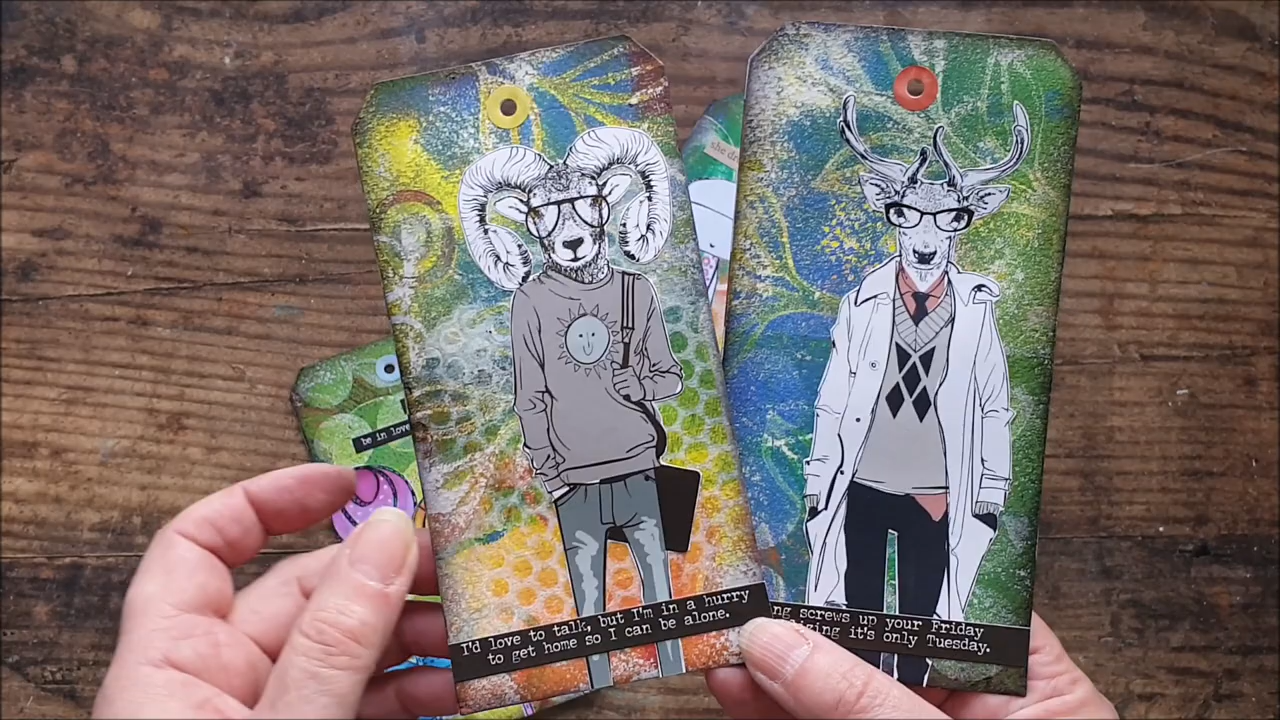 she
be in love
I'd love to talk, but I'm in a hurry
to get home so I can be alone.
screws up your Friday
it's only Tuesday.